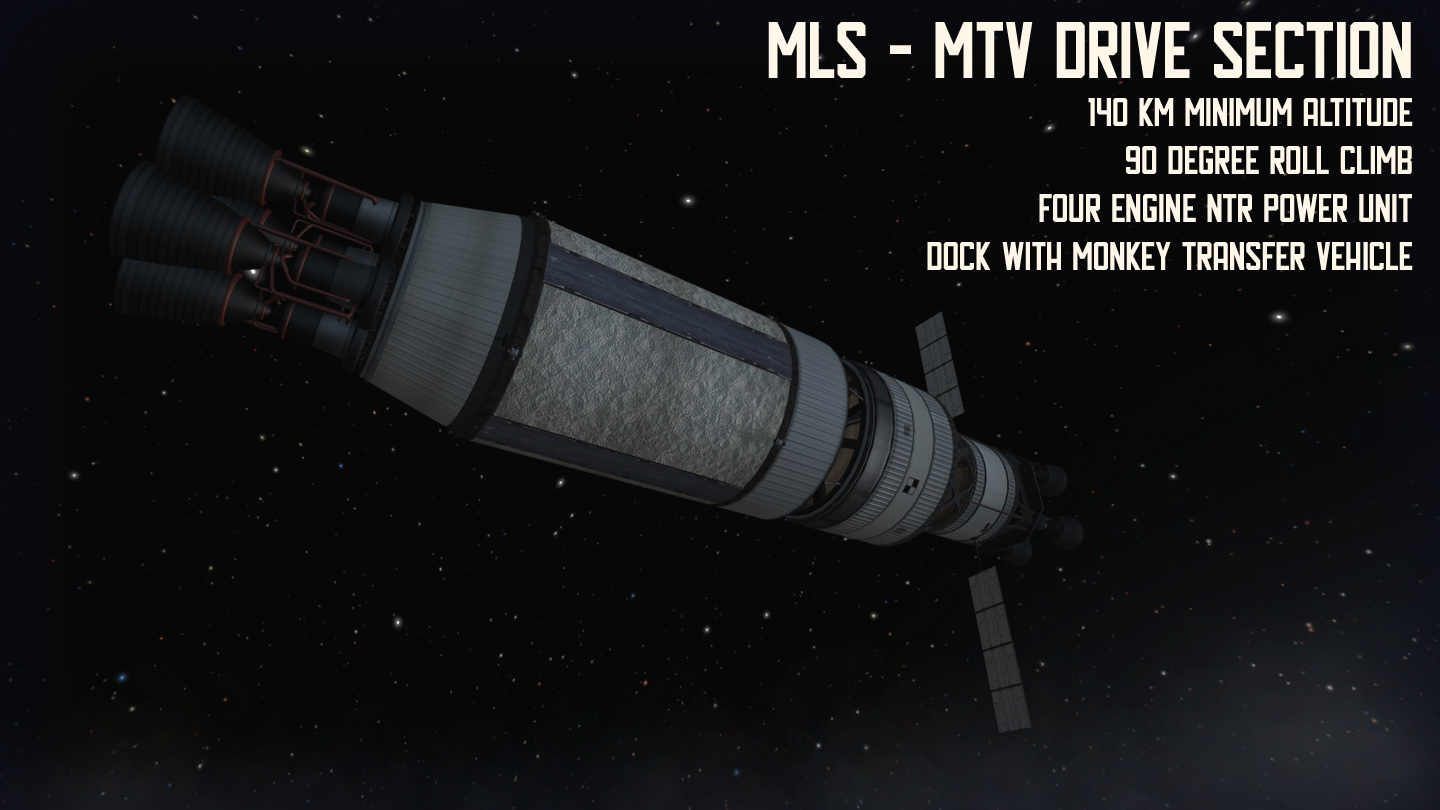 MLS - MTV DRIVE SECTION
140 KM MINIMUM ALTITUDE
90 DEGREE ROLL CLIMB
FOUR ENGINE NTR POWER UNIT
DOCK WITH MONKEY TRANSFER VEHICLE